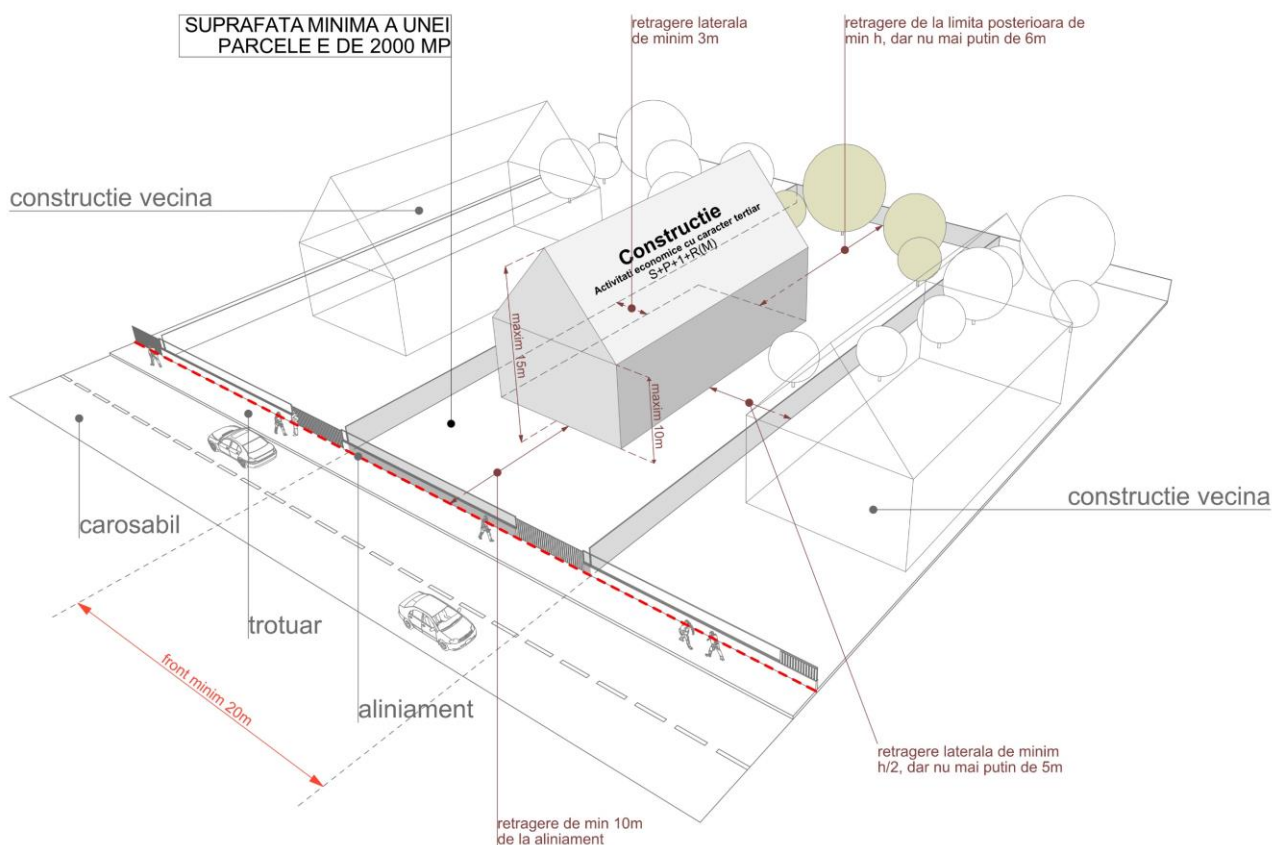 SUPRAFATA MINIMA A UNEI
PARCELE E DE 2000 MP
retragere laterala
de minim 3m
retragere de la limita posterioara de
min h, dar nu mai putin de 6m
constructie vecina
Constructie
Activitati economice cu caracter tertiar
S+P+1+R(M)
maxim 15m
maxim 10m
constructie vecina
carosabil
trotuar
aliniament
front minim 20m
retragere laterala de minim
h/2, dar nu mai putin de 5m
retragere de min 10m
de la aliniament